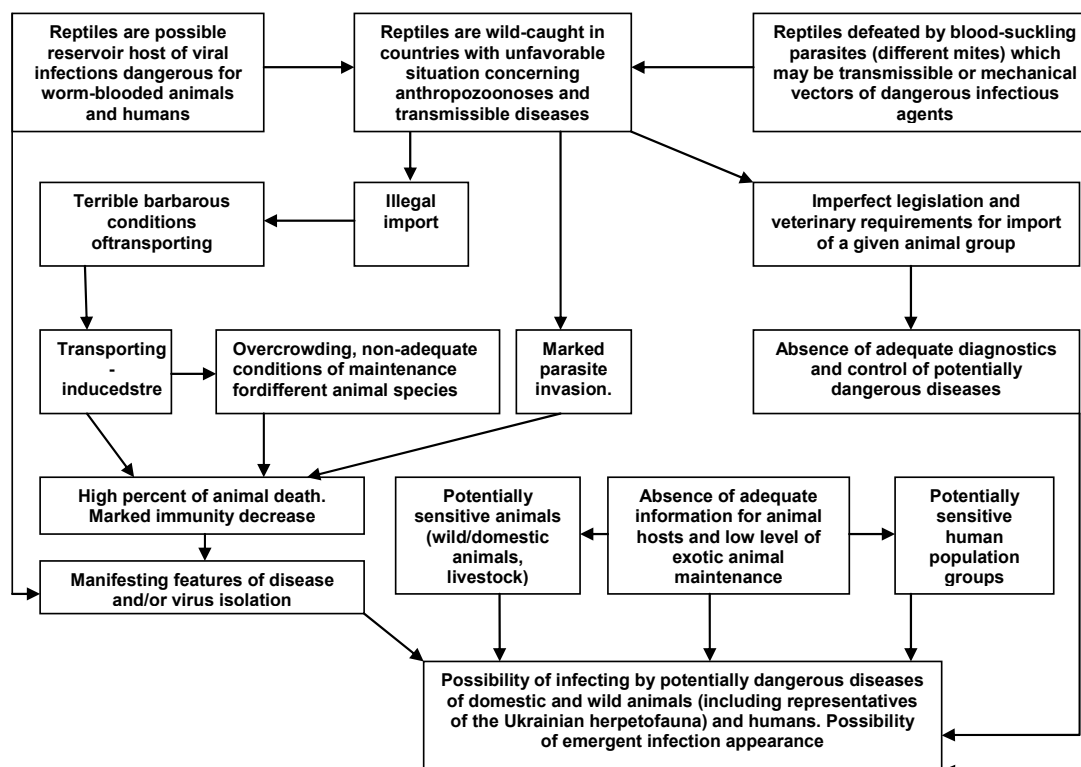 Reptiles are possible
reservoir host of viral
infections dangerous for
worm-blooded animals
and humans
Reptiles are wild-caught in
countries with unfavorable
situation concerning
anthropozoonoses and
transmissible diseases
Reptiles defeated by blood-suckling
parasites (different mites) which
may be transmissible or mechanical
vectors of dangerous infectious
agents
Terrible barbarous
conditions
oftransporting
Illegal
import
Imperfect legislation and
veterinary requirements for import
of a given animal group
Transporting
-
inducedstre
Overcrowding, non-adequate
conditions of maintenance
fordifferent animal species
Marked
parasite
invasion.
Absence of adequate diagnostics
and control of potentially
dangerous diseases
High percent of animal death.
Marked immunity decrease
Potentially
sensitive animals
(wild/domestic
animals,
livestock)
Absence of adequate
information for animal
hosts and low level of
exotic animal
maintenance
Potentially
sensitive
human
population
groups
Manifesting features of disease
and/or virus isolation
Possibility of infecting by potentially dangerous diseases
of domestic and wild animals (including representatives
of the Ukrainian herpetofauna) and humans. Possibility
of emergent infection appearance